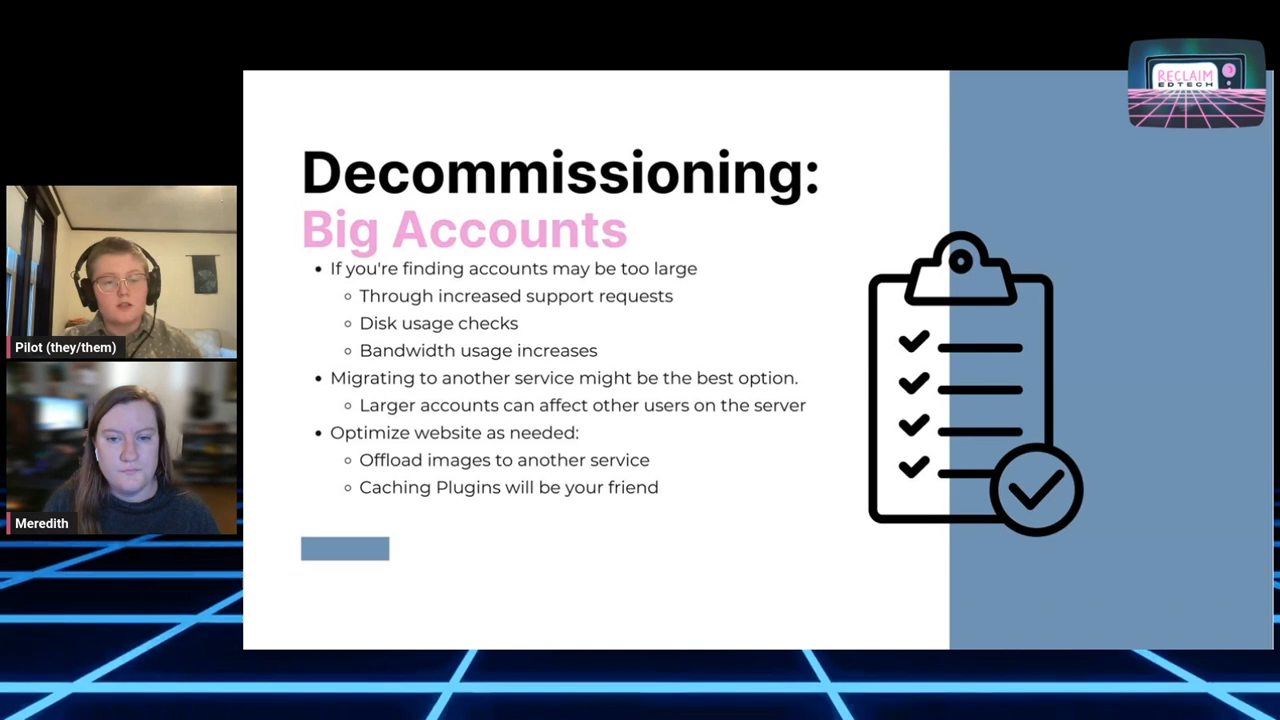 RECLAIM
EDTECH
Decommissioning:
Big Accounts
If you're finding accounts may be too large
Through increased support requests
Disk usage checks
Bandwidth usage increases
Migrating to another service might be the best option.
Larger accounts can affect other users on the server
Optimize website as needed:
Offload images to another service
Caching Plugins will be your friend
Pilot (they/them)
Meredith